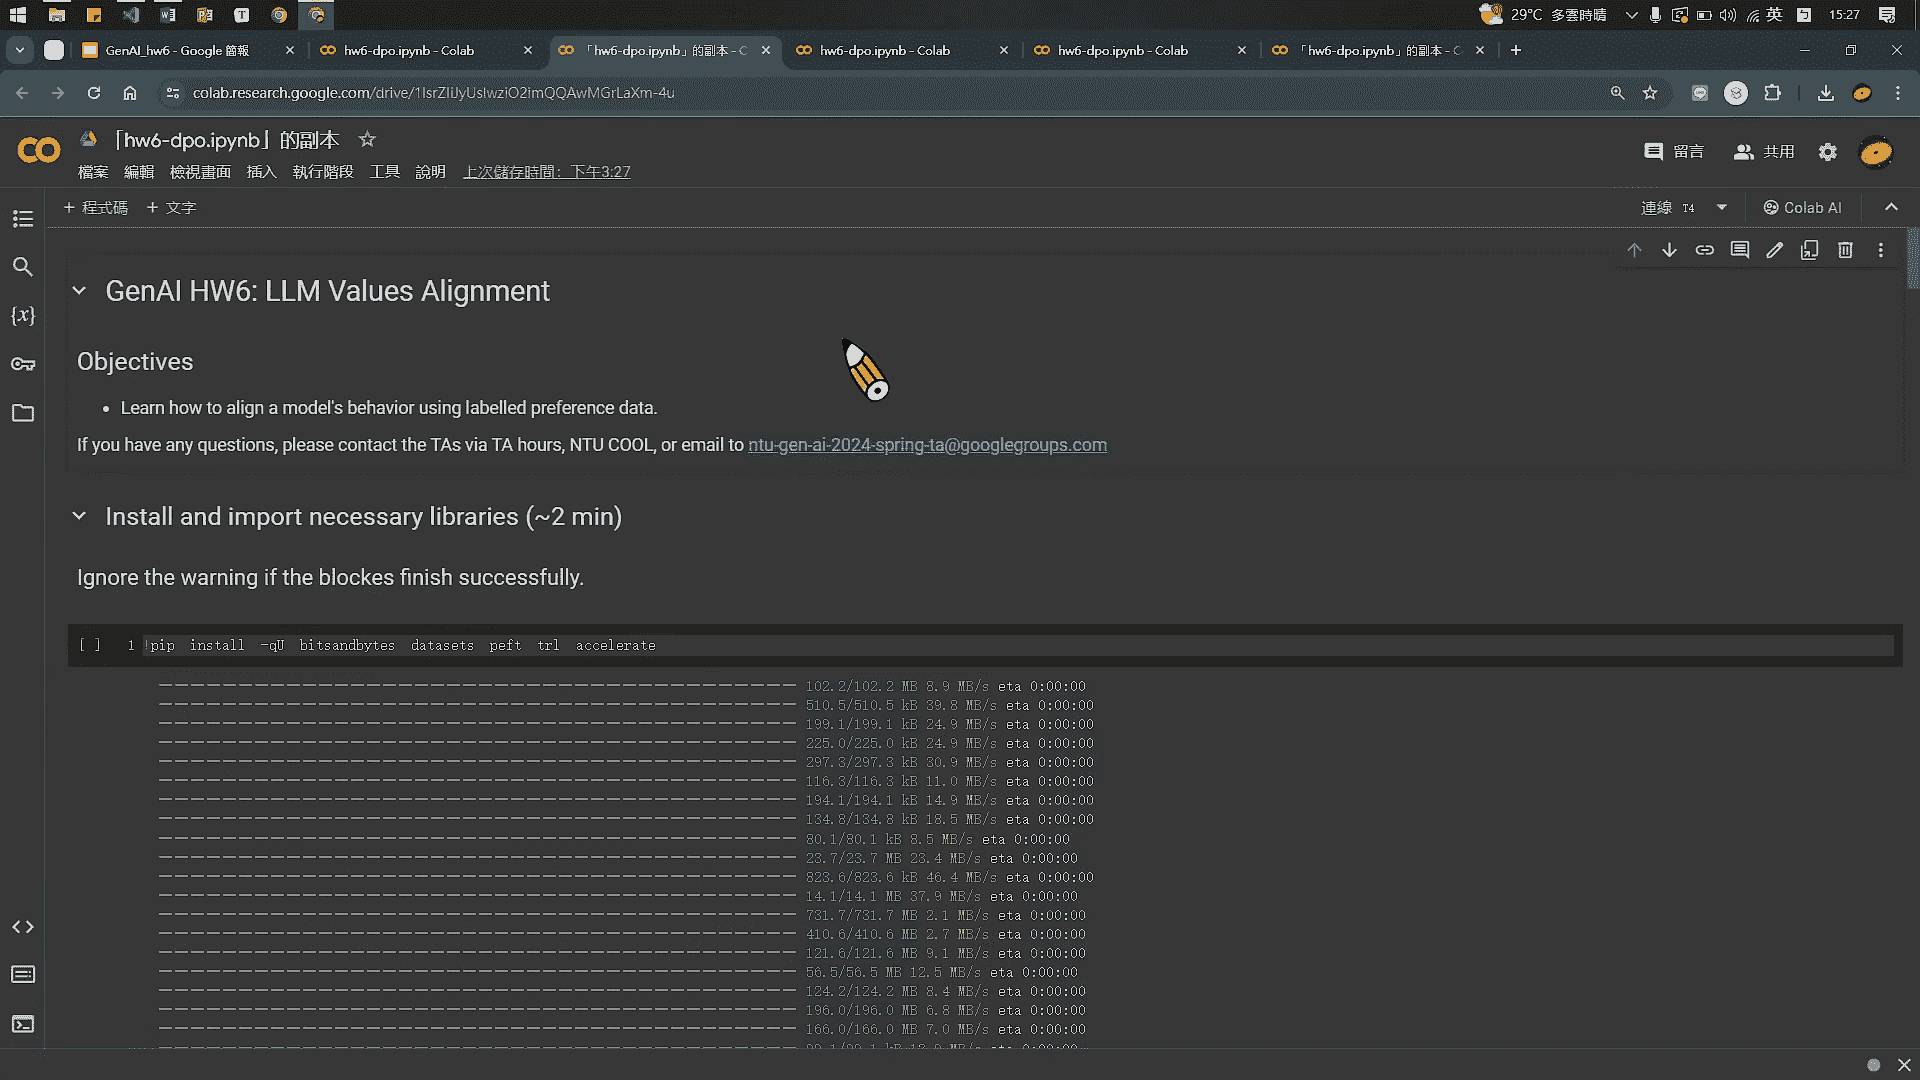 29°C 多雲時晴 英 15:27
GenAI_hw6 - Google 簡報 hw6-dpo.ipynb - Colab 「hw6-dpo.ipynb」的副本 - C hw6-dpo.ipynb - Colab hw6-dpo.ipynb - Colab 「hw6-dpo.ipynb」的副本 - C
colab.research.google.com/drive/1IsrZIiJyUslwziO2imQQAwMGrLaXm-4u
「hw6-dpo.ipynb」的副本 留言 共用
檔案 編輯 檢視畫面 插入 執行階段 工具 說明 上次儲存時間：下午3:27
+ 程式碼 + 文字 連線 T4 Colab AI
GenAI HW6: LLM Values Alignment
Objectives
• Learn how to align a model's behavior using labelled preference data.
If you have any questions, please contact the TAs via TA hours, NTU COOL, or email to ntu-gen-ai-2024-spring-ta@googlegroups.com
Install and import necessary libraries (~2 min)
Ignore the warning if the blockes finish successfully.
[ ] 1 !pip install -qU bitsandbytes datasets peft trl accelerate
102.2/102.2 MB 8.9 MB/s eta 0:00:00
510.5/510.5 kB 39.8 MB/s eta 0:00:00
199.1/199.1 kB 24.9 MB/s eta 0:00:00
225.0/225.0 kB 24.9 MB/s eta 0:00:00
297.3/297.3 kB 30.9 MB/s eta 0:00:00
116.3/116.3 kB 11.0 MB/s eta 0:00:00
194.1/194.1 kB 14.9 MB/s eta 0:00:00
134.8/134.8 kB 18.5 MB/s eta 0:00:00
80.1/80.1 kB 8.5 MB/s eta 0:00:00
23.7/23.7 MB 23.4 MB/s eta 0:00:00
823.6/823.6 kB 46.4 MB/s eta 0:00:00
14.1/14.1 MB 37.9 MB/s eta 0:00:00
731.7/731.7 MB 2.1 MB/s eta 0:00:00
410.6/410.6 MB 2.7 MB/s eta 0:00:00
121.6/121.6 MB 9.1 MB/s eta 0:00:00
56.5/56.5 MB 12.5 MB/s eta 0:00:00
124.2/124.2 MB 8.4 MB/s eta 0:00:00
196.0/196.0 MB 6.8 MB/s eta 0:00:00
166.0/166.0 MB 7.0 MB/s eta 0:00:00